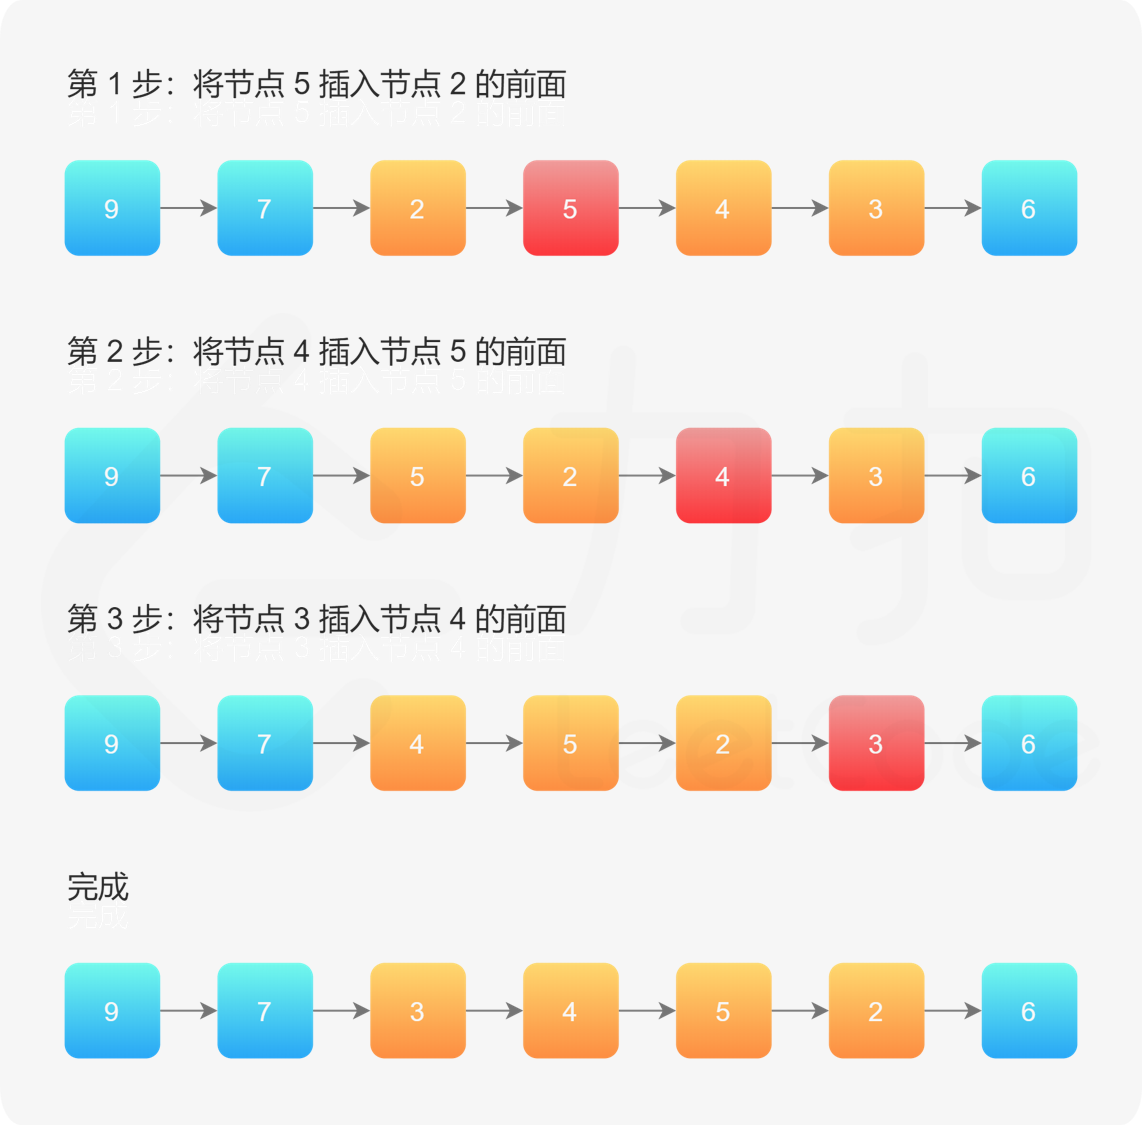 第 1 步：将节点 5 插入节点 2 的前面
9 7 2 5 4 3 6
第 2 步：将节点 4 插入节点 5 的前面
9 7 5 2 4 3 6
第 3 步：将节点 3 插入节点 4 的前面
9 7 4 5 2 3 6
完成
9 7 3 4 5 2 6
力扣
LeetCode